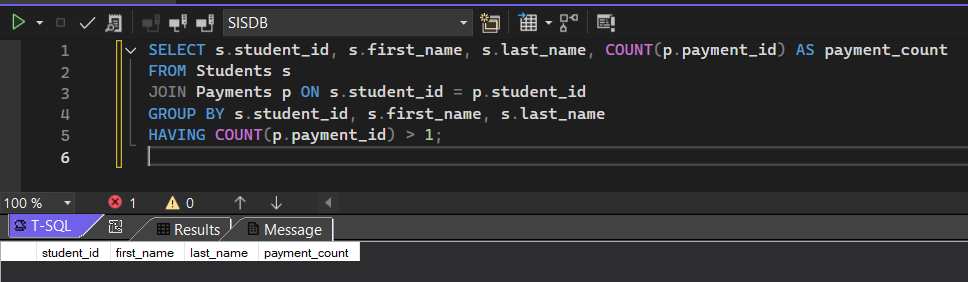 SISDB
1 SELECT s.student_id, s.first_name, s.last_name, COUNT(p.payment_id) AS payment_count
2 FROM Students s
3 JOIN Payments p ON s.student_id = p.student_id
4 GROUP BY s.student_id, s.first_name, s.last_name
5 HAVING COUNT(p.payment_id) > 1;
6
100 % 1 0
T-SQL Results Message
student_id first_name last_name payment_count